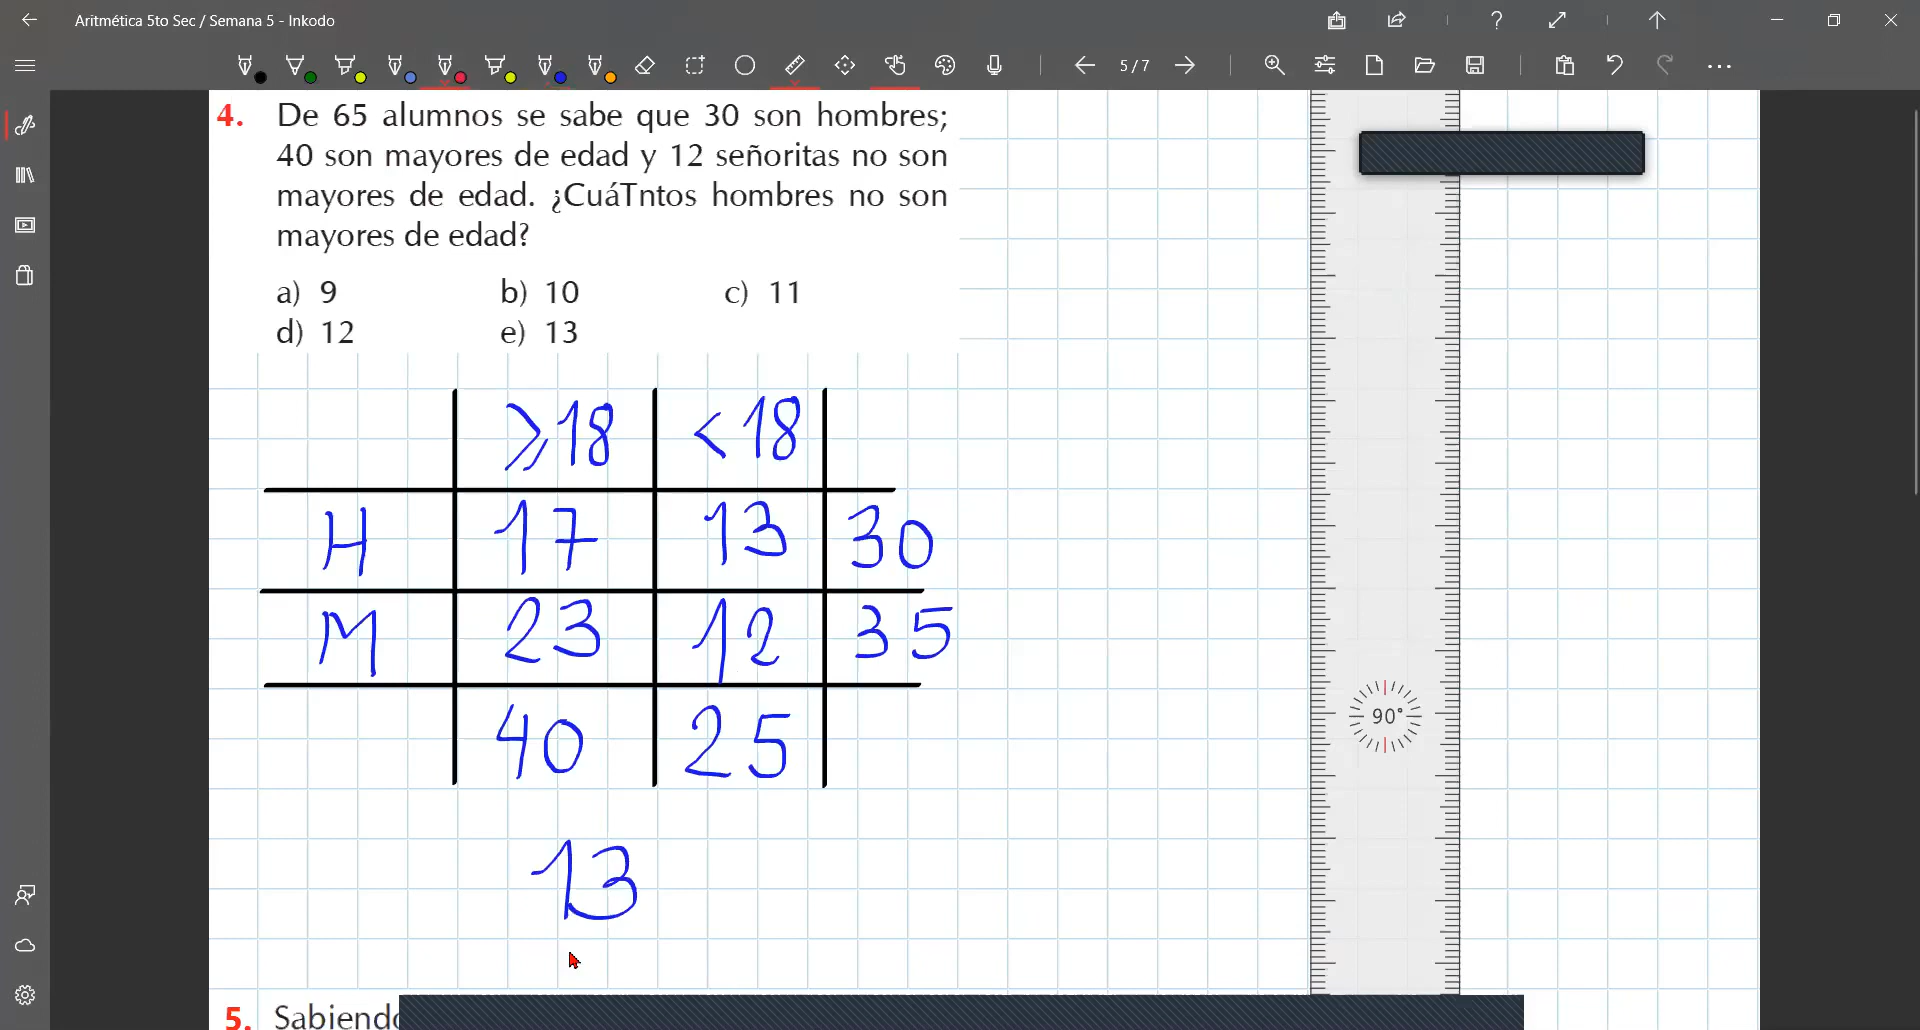 Aritmética 5to Sec / Semana 5 - Inkodo
5 / 7
4. De 65 alumnos se sabe que 30 son hombres;
40 son mayores de edad y 12 señoritas no son
mayores de edad. ¿CuáTntos hombres no son
mayores de edad?
a) 9 b) 10 c) 11
d) 12 e) 13
⩾18 <18
H 17 13 30
M 23 12 35
40 25
90°
13
5. Sabiendo